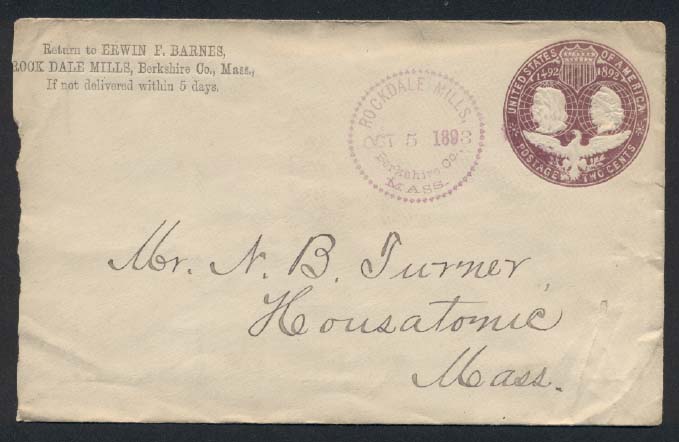 Return to ERWIN F. BARNES,
ROCK DALE MILLS, Berkshire Co., Mass.,
If not delivered within 5 days.
ROCKDALE MILLS,
OCT 5 1893
Berkshire Co.
MASS.
UNITED STATES OF AMERICA
1492 1892
POSTAGE TWO CENTS
Mr. N. B. Turner,
Housatonic
Mass.